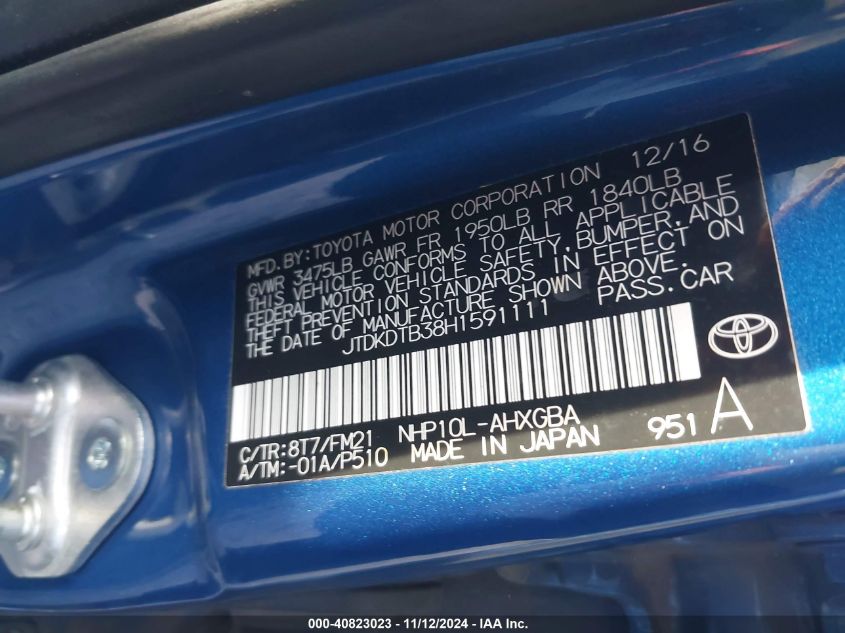 MFD.BY:TOYOTA MOTOR CORPORATION 12/16
GVWR 3475LB GAWR FR 1950LB RR 1840LB
THIS VEHICLE CONFORMS TO ALL APPLICABLE
FEDERAL MOTOR VEHICLE SAFETY,BUMPER,AND
THEFT PREVENTION STANDARDS IN EFFECT ON
THE DATE OF MANUFACTURE SHOWN ABOVE.
JTDKDTB38H1591111 PASS.CAR
C/TR:8T7/FM21 NHP10L-AHXGBA
A/TM:-01A/P510 MADE IN JAPAN 951 A
000-40823023 - 11/12/2024 - IAA Inc.